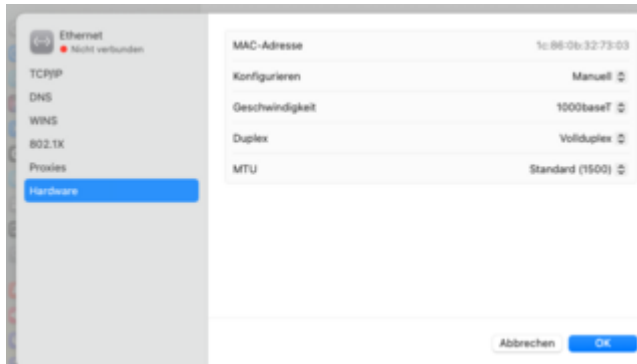 Ethernet
Nicht verbunden
TCP/IP
DNS
WINS
802.1X
Proxies
Hardware
MAC-Adresse 1c:86:0b:32:73:03
Konfigurieren Manuell
Geschwindigkeit 1000baseT
Duplex Vollduplex
MTU Standard (1500)
Abbrechen OK